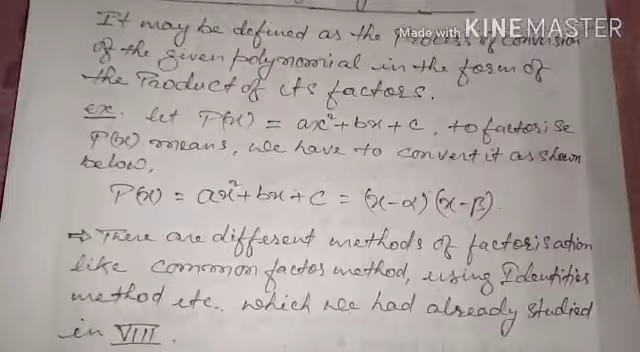 Made with KINEMASTER
It may be defined as the process of conversion
of the given polynomial in the form of
the Product of its factors.
ex. let P(x) = ax²+bx+c, to factorise
P(x) means, we have to convert it as shown
below,
P(x) = ax²+bx+c = (x-α)(x-β).
⇒ There are different methods of factorisation
like common factor method, using Identities
method etc. which we had already studied
in VIII.